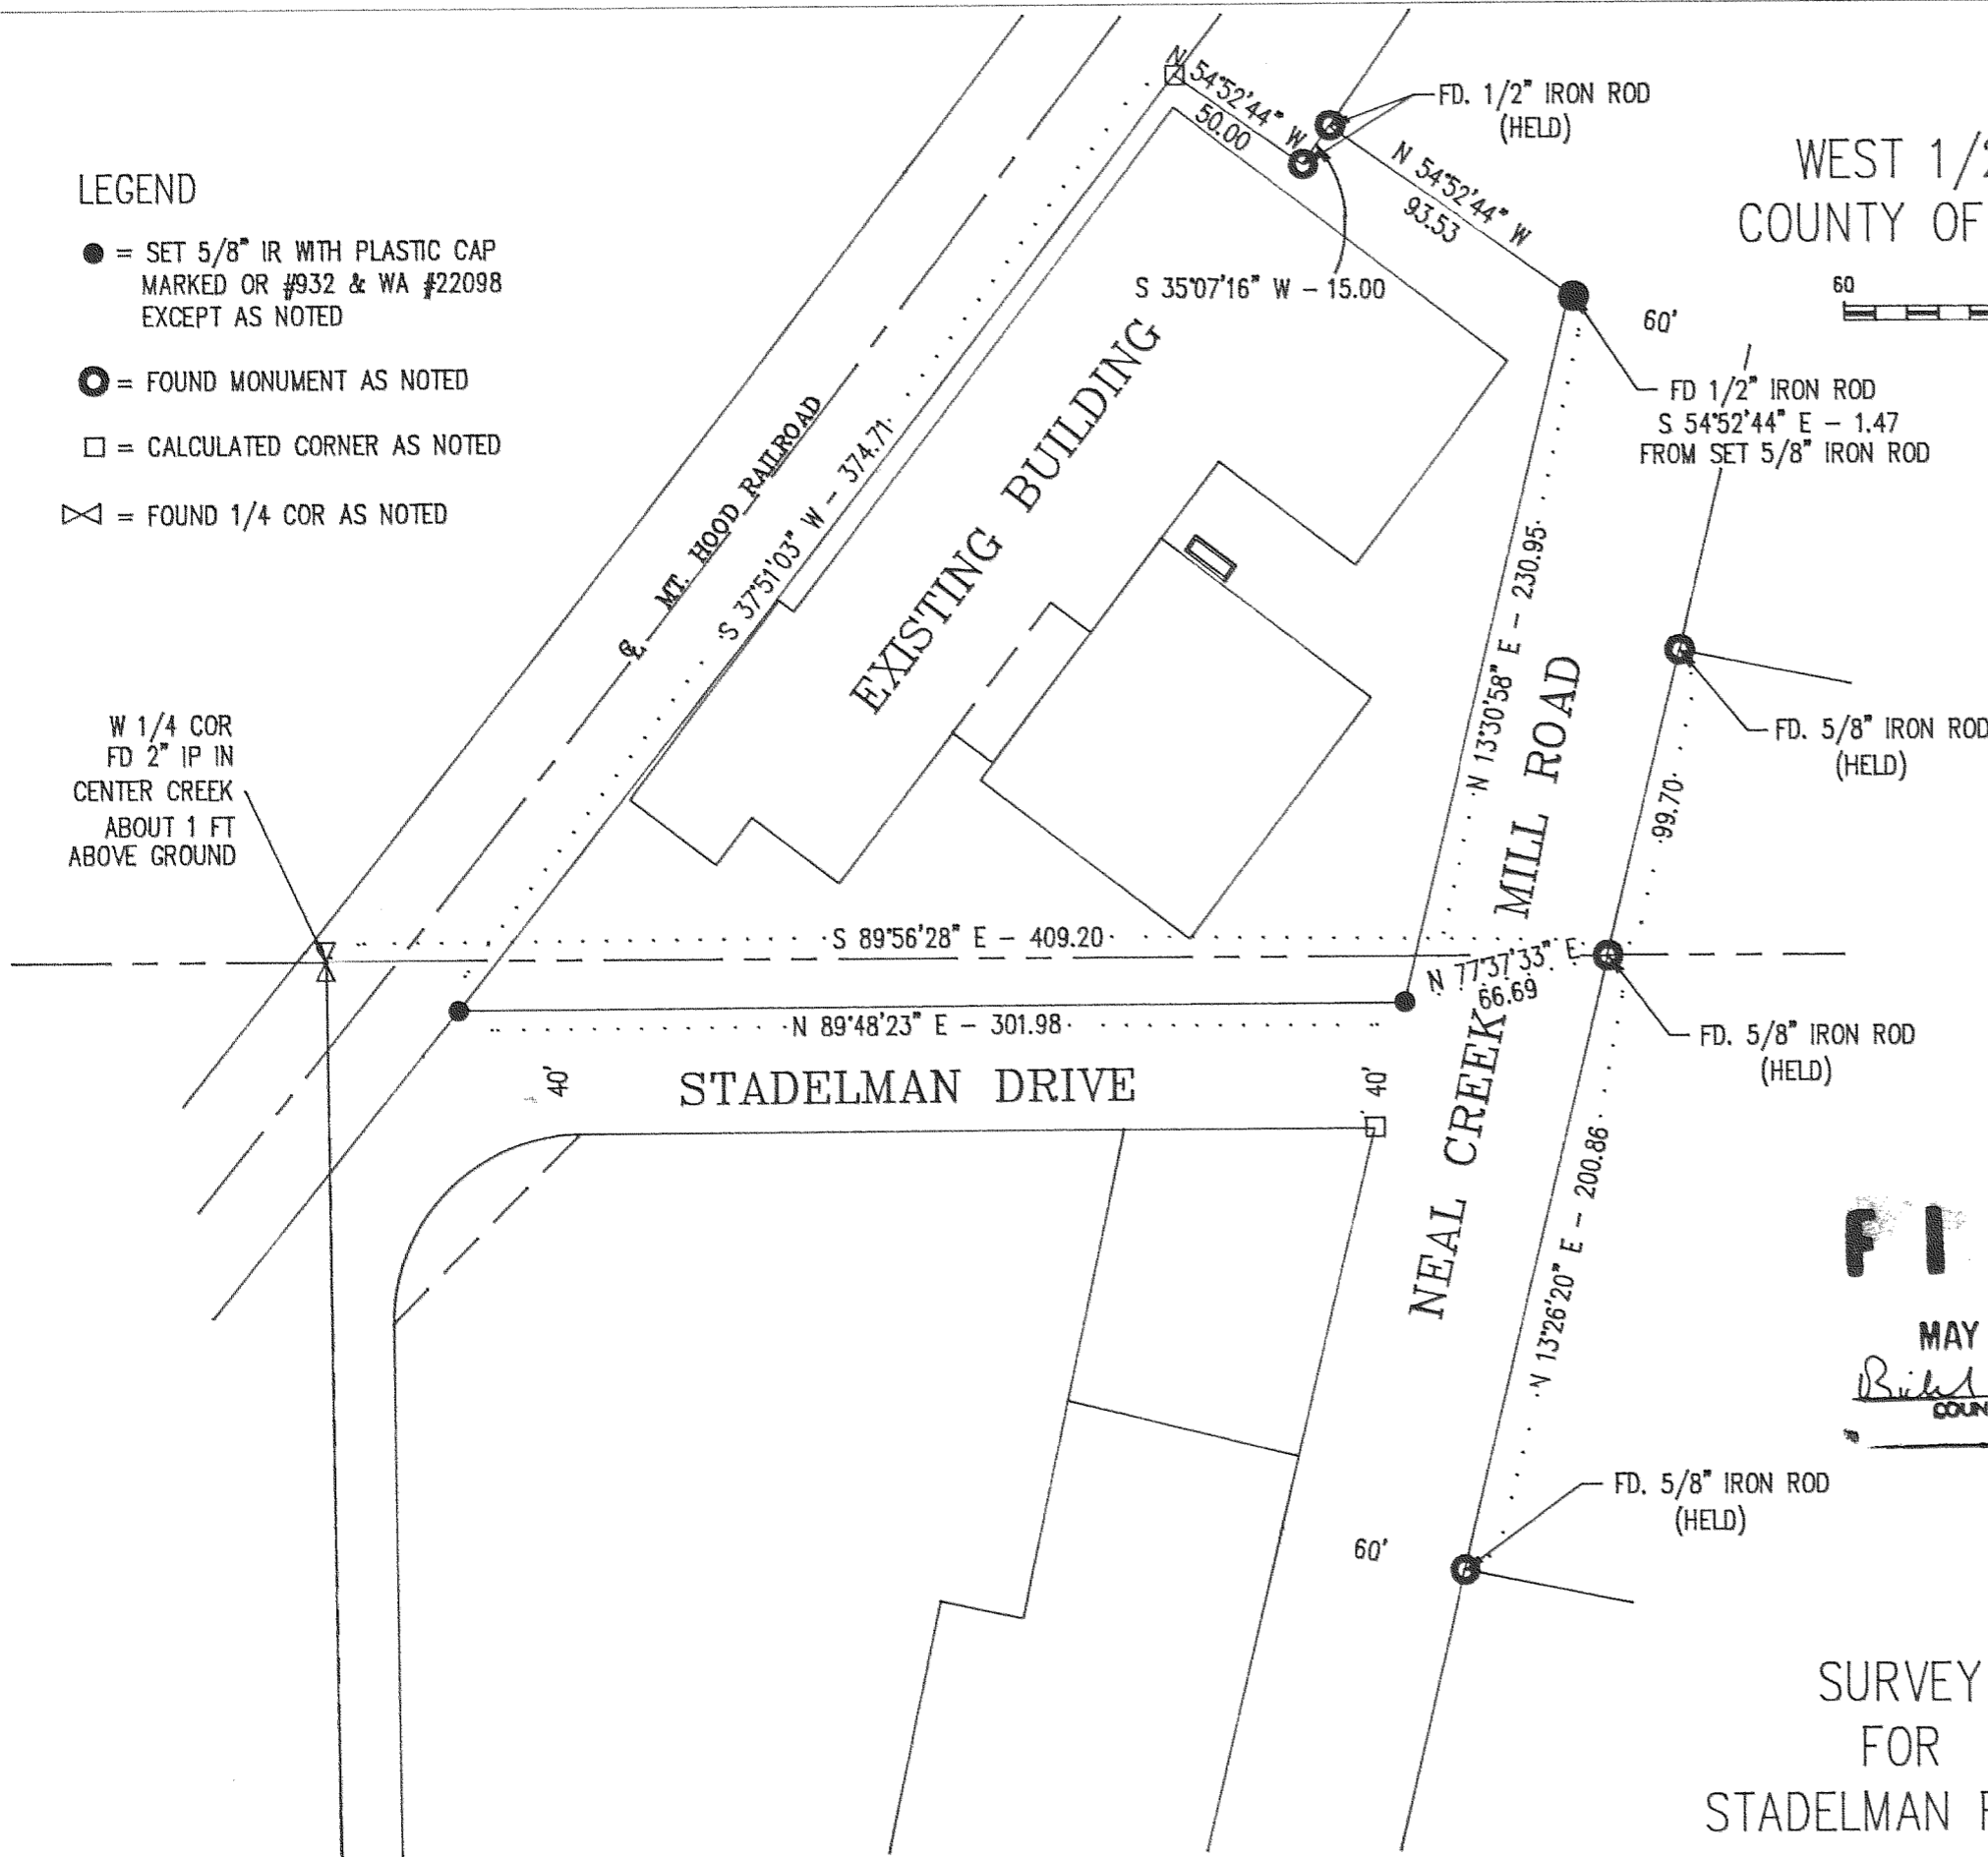 LEGEND
● = SET 5/8" IR WITH PLASTIC CAP
MARKED OR #932 & WA #22098
EXCEPT AS NOTED
= FOUND MONUMENT AS NOTED
□ = CALCULATED CORNER AS NOTED
= FOUND 1/4 COR AS NOTED
N 54°52'44" W
50.00
FD. 1/2" IRON ROD
(HELD)
N 54°52'44" W
93.53
S 35°07'16" W - 15.00
WEST 1/2
COUNTY OF
60
60'
FD 1/2" IRON ROD
S 54°52'44" E - 1.47
FROM SET 5/8" IRON ROD
℄ MT. HOOD RAILROAD
S 37°51'03" W - 374.71
EXISTING BUILDING
N 13°30'58" E - 230.95
FD. 5/8" IRON ROD
(HELD)
99.70
W 1/4 COR
FD 2" IP IN
CENTER CREEK
ABOUT 1 FT
ABOVE GROUND
S 89°56'28" E - 409.20
N 77°37'33" E
66.69
N 89°48'23" E - 301.98
FD. 5/8" IRON ROD
(HELD)
40'
STADELMAN DRIVE
40'
NEAL CREEK MILL ROAD
N 13°26'20" E - 200.86
F I
MAY
COUN
FD. 5/8" IRON ROD
(HELD)
60'
SURVEY
FOR
STADELMAN